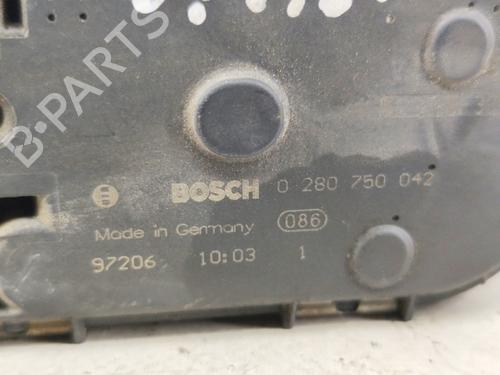 B-PARTS
BOSCH 0 280 750 042
Made in Germany 086
97206 10:03 1